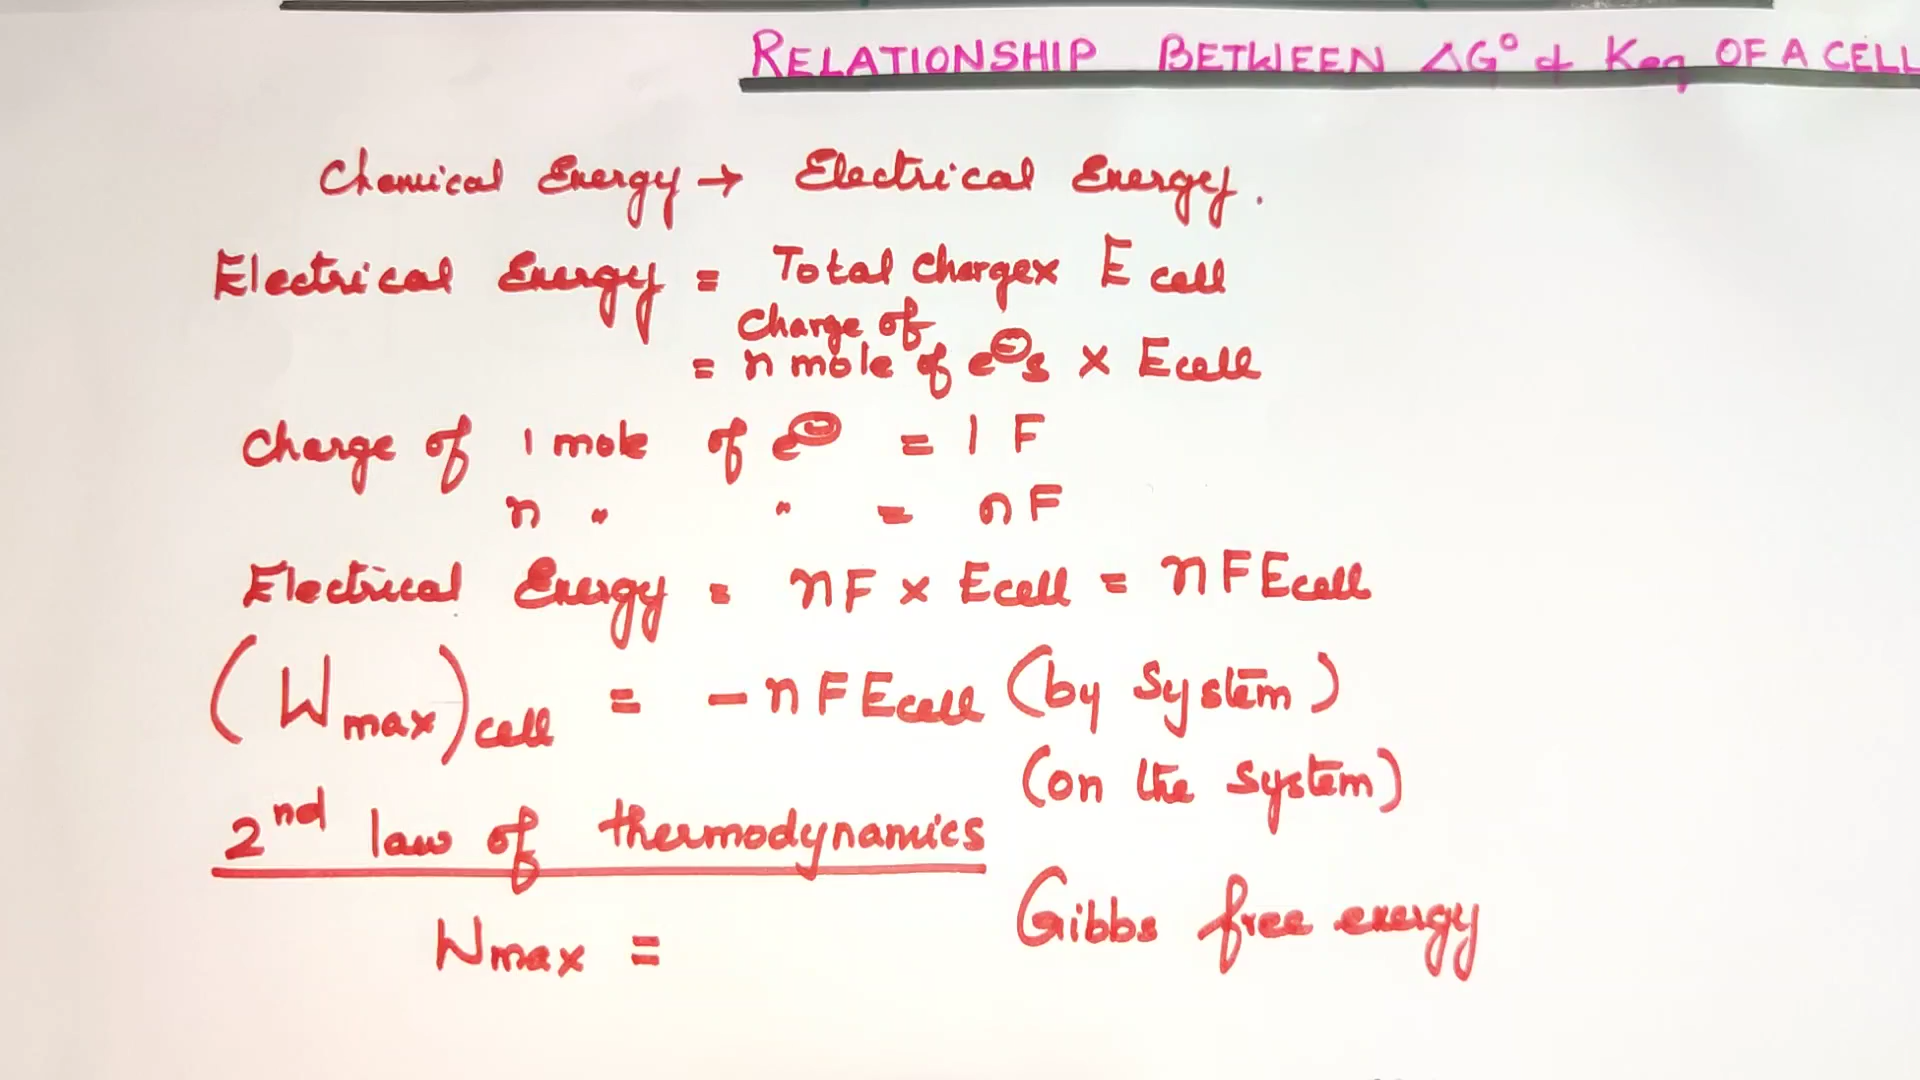 RELATIONSHIP BETWEEN ΔG° & Keq OF A CELL
Chemical Energy → Electrical Energy.
Electrical Energy = Total charge x E cell
Charge of
= n mole of e⊖s x Ecell
Charge of 1 mole of e⊖ = 1 F
n " " = nF
Electrical Energy = nF x Ecell = nFEcell
(Wmax)cell = -nFEcell (by System)
(on the system)
2nd law of thermodynamics
Gibbs free energy
Wmax =